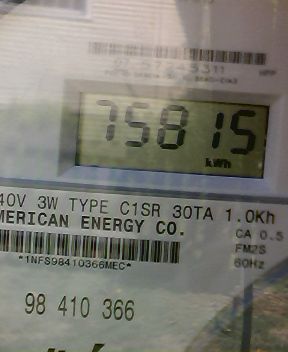 75815
kWh
40V 3W TYPE C1SR 30TA 1.0Kh
MERICAN ENERGY CO.
CA 0.5
FM2S
*1NFS98410366MEC*
60Hz
98 410 366